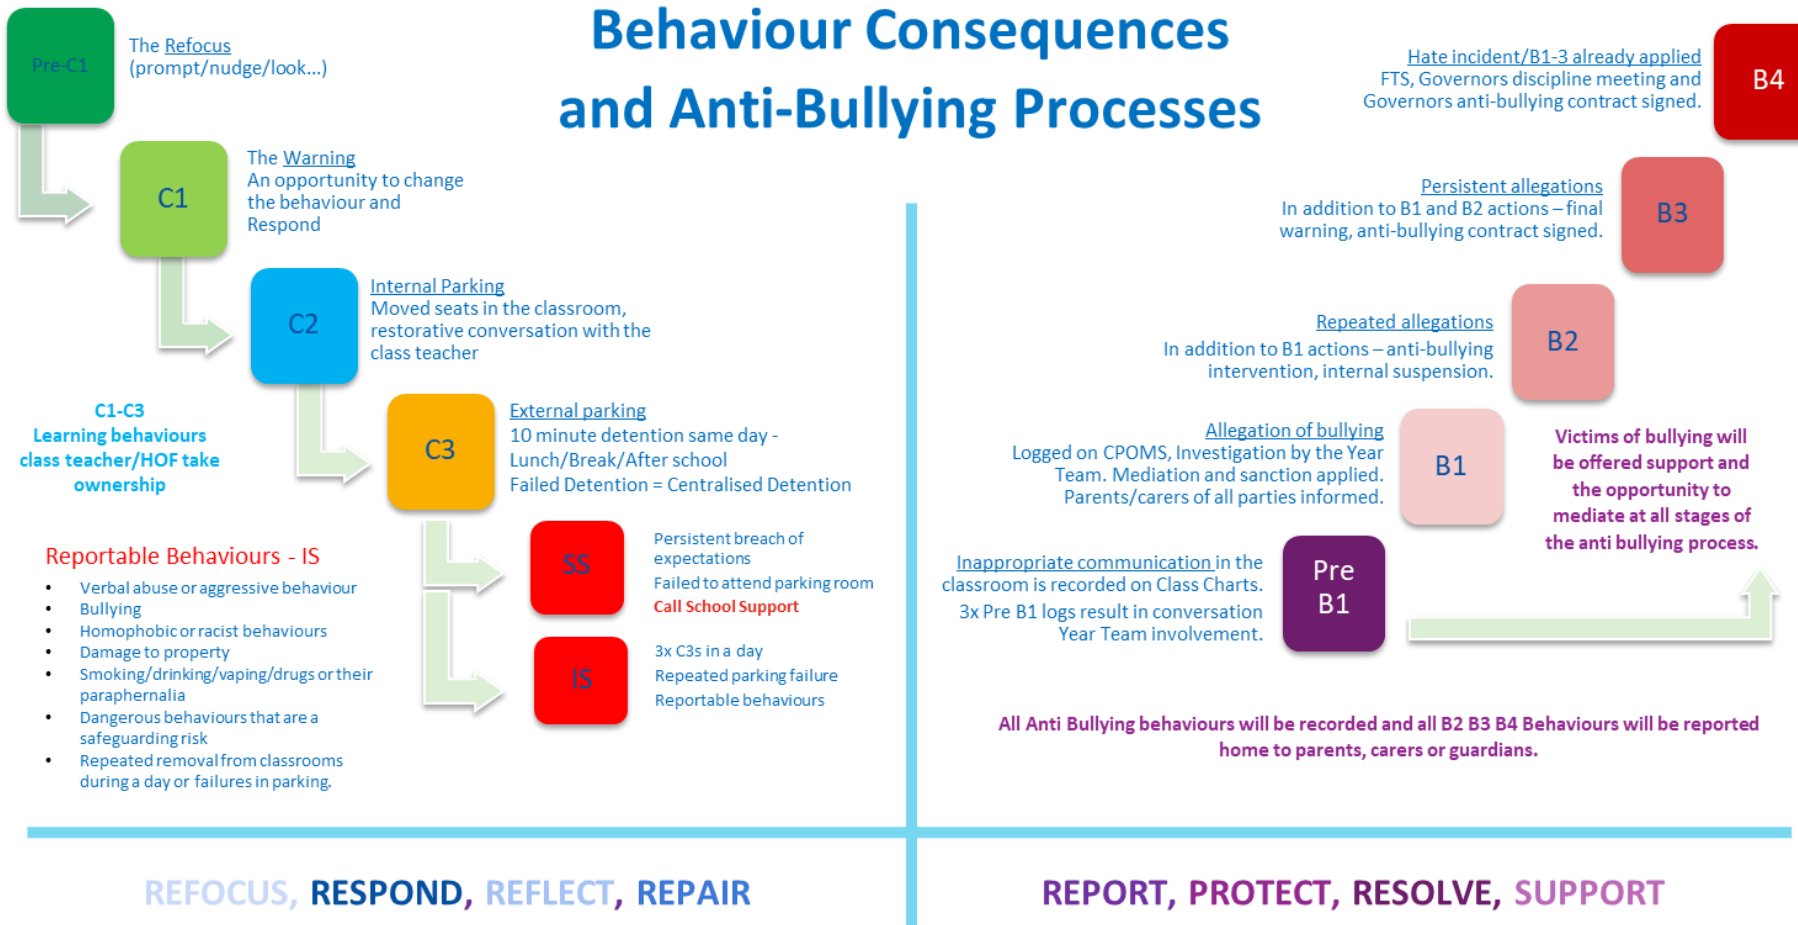 Behaviour Consequences
and Anti-Bullying Processes
Pre-C1
The Refocus
(prompt/nudge/look...)
C1
The Warning
An opportunity to change
the behaviour and
Respond
C2
Internal Parking
Moved seats in the classroom,
restorative conversation with the
class teacher
C1-C3
Learning behaviours
class teacher/HOF take
ownership
C3
External parking
10 minute detention same day -
Lunch/Break/After school
Failed Detention = Centralised Detention
SS
Persistent breach of
expectations
Failed to attend parking room
Call School Support
IS
3x C3s in a day
Repeated parking failure
Reportable behaviours
Reportable Behaviours - IS
• Verbal abuse or aggressive behaviour
• Bullying
• Homophobic or racist behaviours
• Damage to property
• Smoking/drinking/vaping/drugs or their
paraphernalia
• Dangerous behaviours that are a
safeguarding risk
• Repeated removal from classrooms
during a day or failures in parking.
REFOCUS, RESPOND, REFLECT, REPAIR
Hate incident/B1-3 already applied
FTS, Governors discipline meeting and
Governors anti-bullying contract signed.
B4
Persistent allegations
In addition to B1 and B2 actions – final
warning, anti-bullying contract signed.
B3
Repeated allegations
In addition to B1 actions – anti-bullying
intervention, internal suspension.
B2
Allegation of bullying
Logged on CPOMS, Investigation by the Year
Team. Mediation and sanction applied.
Parents/carers of all parties informed.
B1
Victims of bullying will
be offered support and
the opportunity to
mediate at all stages of
the anti bullying process.
Inappropriate communication in the
classroom is recorded on Class Charts.
3x Pre B1 logs result in conversation
Year Team involvement.
Pre
B1
All Anti Bullying behaviours will be recorded and all B2 B3 B4 Behaviours will be reported
home to parents, carers or guardians.
REPORT, PROTECT, RESOLVE, SUPPORT